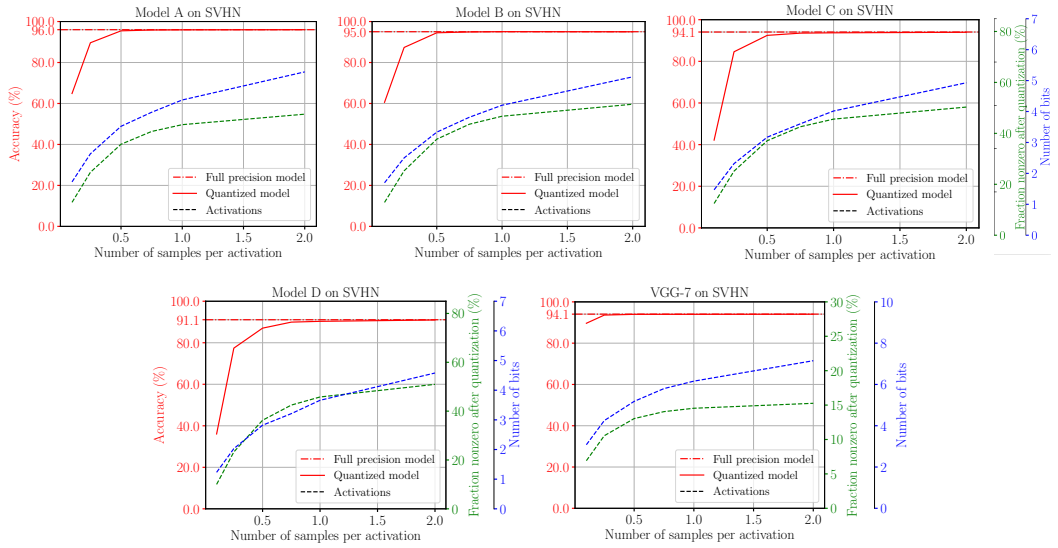 Model A on SVHN
96.0
80.0
60.0
40.0
20.0
0.0
Accuracy (%)
Full precision model
Quantized model
Activations
0.5
1.0
1.5
2.0
Number of samples per activation
Model B on SVHN
100.0
95.0
80.0
60.0
40.0
20.0
0.0
Full precision model
Quantized model
Activations
0.5
1.0
1.5
2.0
Number of samples per activation
Model C on SVHN
100.0
94.1
80.0
60.0
40.0
20.0
0.0
Full precision model
Quantized model
Activations
0.5
1.0
1.5
2.0
Number of samples per activation
80
60
40
20
0
Fraction nonzero after quantization (%)
7
6
5
4
3
2
1
0
Number of bits
Model D on SVHN
100.0
91.1
80.0
60.0
40.0
20.0
0.0
Accuracy (%)
Full precision model
Quantized model
Activations
0.5
1.0
1.5
2.0
Number of samples per activation
80
60
40
20
0
Fraction nonzero after quantization (%)
7
6
5
4
3
2
1
0
Number of bits
VGG-7 on SVHN
100.0
94.1
80.0
60.0
40.0
20.0
0.0
Full precision model
Quantized model
Activations
0.5
1.0
1.5
2.0
Number of samples per activation
30
25
20
15
10
5
0
Fraction nonzero after quantization (%)
10
8
6
4
2
0
Number of bits